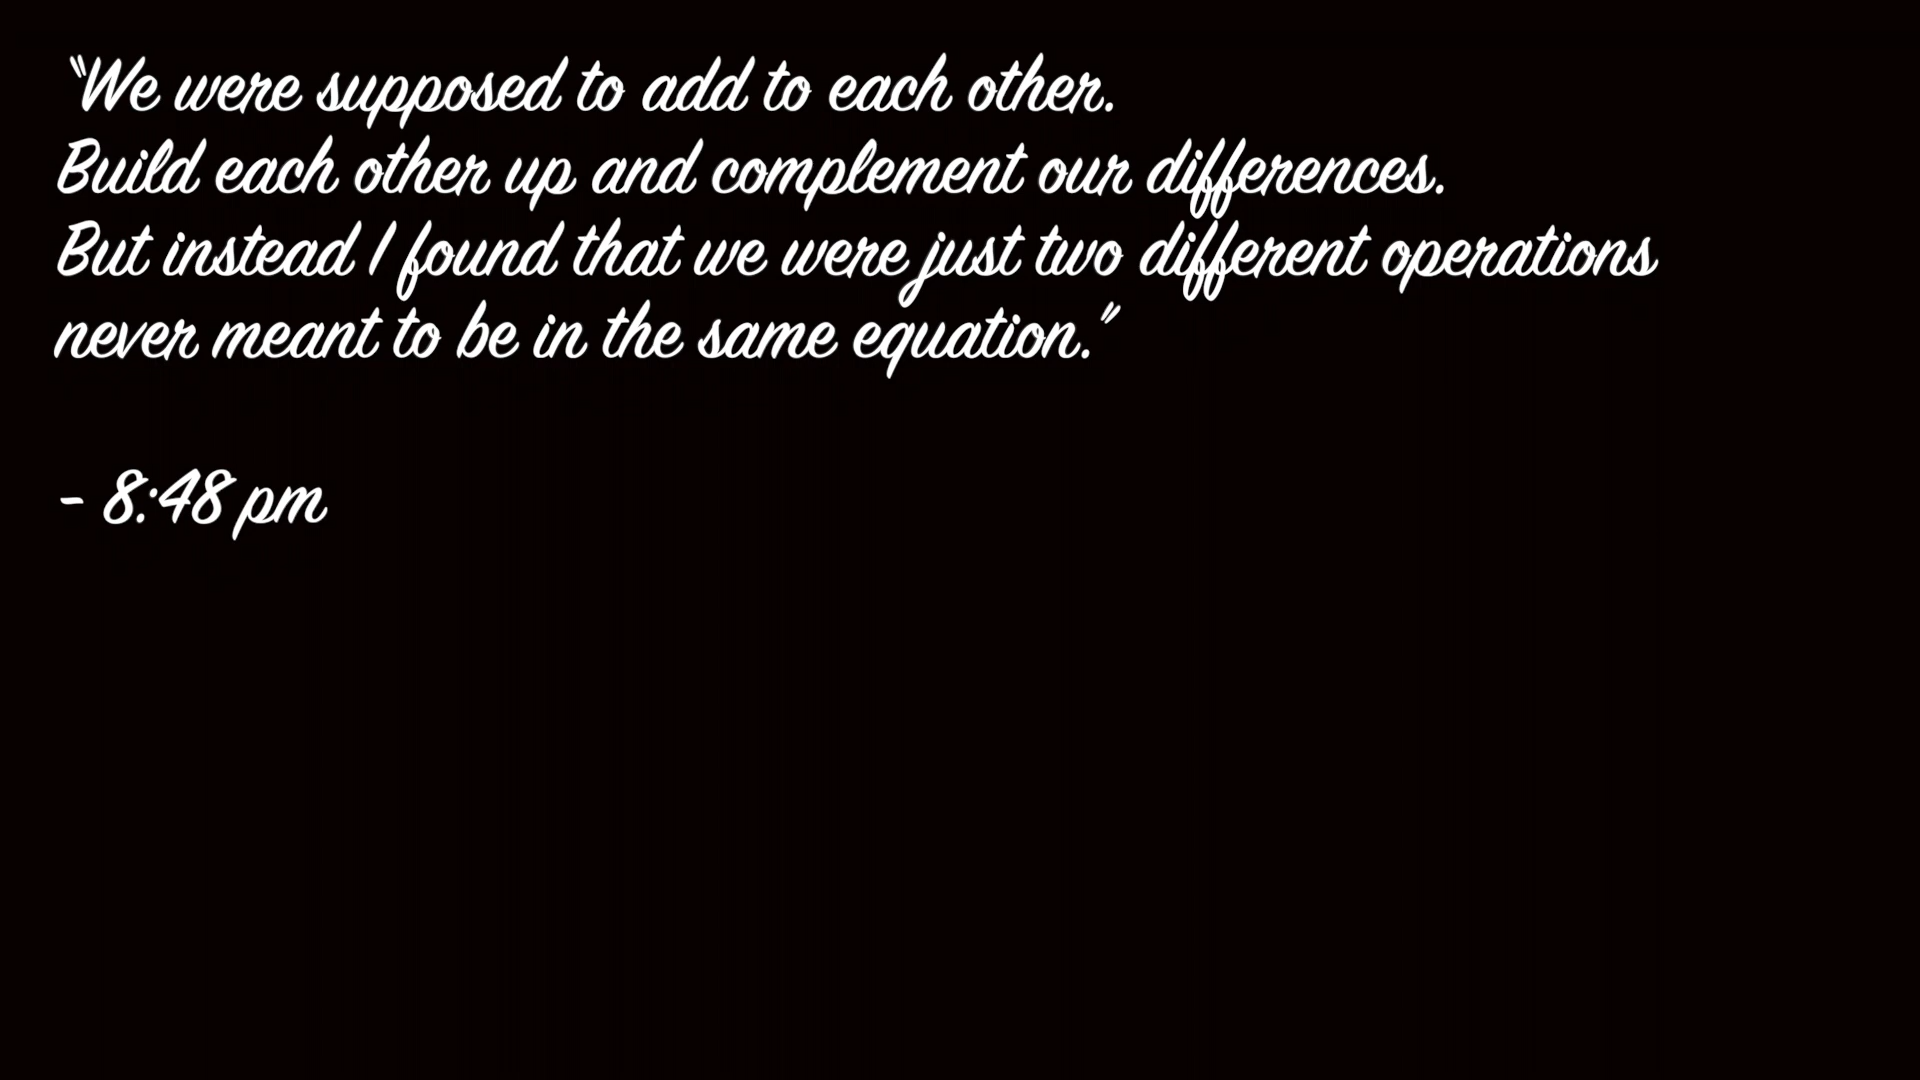 "We were supposed to add to each other.
Build each other up and complement our differences.
But instead I found that we were just two different operations
never meant to be in the same equation."
- 8:48 pm